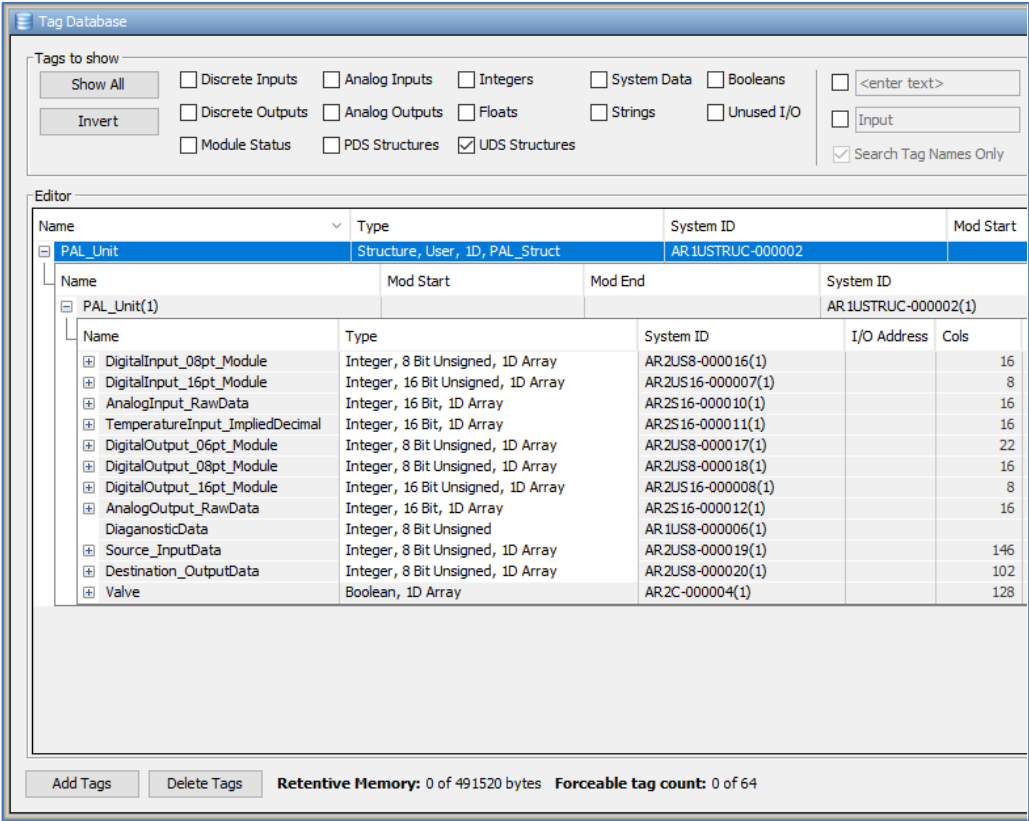 Tag Database
Tags to show
Show All
Discrete Inputs Analog Inputs Integers System Data Booleans <enter text>
Invert
Discrete Outputs Analog Outputs Floats Strings Unused I/O Input
Module Status PDS Structures UDS Structures Search Tag Names Only
Editor
Name Type System ID Mod Start
PAL_Unit Structure, User, 1D, PAL_Struct AR1USTRUC-000002
Name Mod Start Mod End System ID
PAL_Unit(1) AR1USTRUC-000002(1)
Name Type System ID I/O Address Cols
DigitalInput_08pt_Module Integer, 8 Bit Unsigned, 1D Array AR2US8-000016(1) 16
DigitalInput_16pt_Module Integer, 16 Bit Unsigned, 1D Array AR2US16-000007(1) 8
AnalogInput_RawData Integer, 16 Bit, 1D Array AR2S16-000010(1) 16
TemperatureInput_ImpliedDecimal Integer, 16 Bit, 1D Array AR2S16-000011(1) 16
DigitalOutput_06pt_Module Integer, 8 Bit Unsigned, 1D Array AR2US8-000017(1) 22
DigitalOutput_08pt_Module Integer, 8 Bit Unsigned, 1D Array AR2US8-000018(1) 16
DigitalOutput_16pt_Module Integer, 16 Bit Unsigned, 1D Array AR2US16-000008(1) 8
AnalogOutput_RawData Integer, 16 Bit, 1D Array AR2S16-000012(1) 16
DiaganosticData Integer, 8 Bit Unsigned AR1US8-000006(1)
Source_InputData Integer, 8 Bit Unsigned, 1D Array AR2US8-000019(1) 146
Destination_OutputData Integer, 8 Bit Unsigned, 1D Array AR2US8-000020(1) 102
Valve Boolean, 1D Array AR2C-000004(1) 128
Add Tags Delete Tags Retentive Memory: 0 of 491520 bytes Forceable tag count: 0 of 64